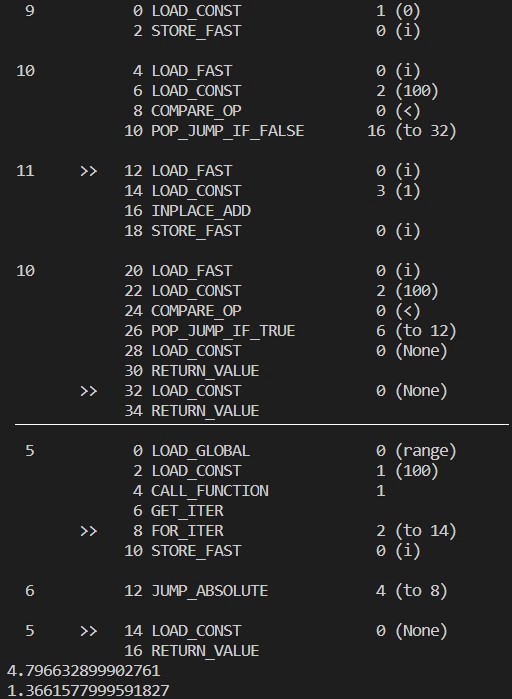 9 0 LOAD_CONST 1 (0)
2 STORE_FAST 0 (i)
10 4 LOAD_FAST 0 (i)
6 LOAD_CONST 2 (100)
8 COMPARE_OP 0 (<)
10 POP_JUMP_IF_FALSE 16 (to 32)
11 >> 12 LOAD_FAST 0 (i)
14 LOAD_CONST 3 (1)
16 INPLACE_ADD
18 STORE_FAST 0 (i)
10 20 LOAD_FAST 0 (i)
22 LOAD_CONST 2 (100)
24 COMPARE_OP 0 (<)
26 POP_JUMP_IF_TRUE 6 (to 12)
28 LOAD_CONST 0 (None)
30 RETURN_VALUE
>> 32 LOAD_CONST 0 (None)
34 RETURN_VALUE
5 0 LOAD_GLOBAL 0 (range)
2 LOAD_CONST 1 (100)
4 CALL_FUNCTION 1
6 GET_ITER
>> 8 FOR_ITER 2 (to 14)
10 STORE_FAST 0 (i)
6 12 JUMP_ABSOLUTE 4 (to 8)
5 >> 14 LOAD_CONST 0 (None)
16 RETURN_VALUE
4.796632899902761
1.3661577999591827